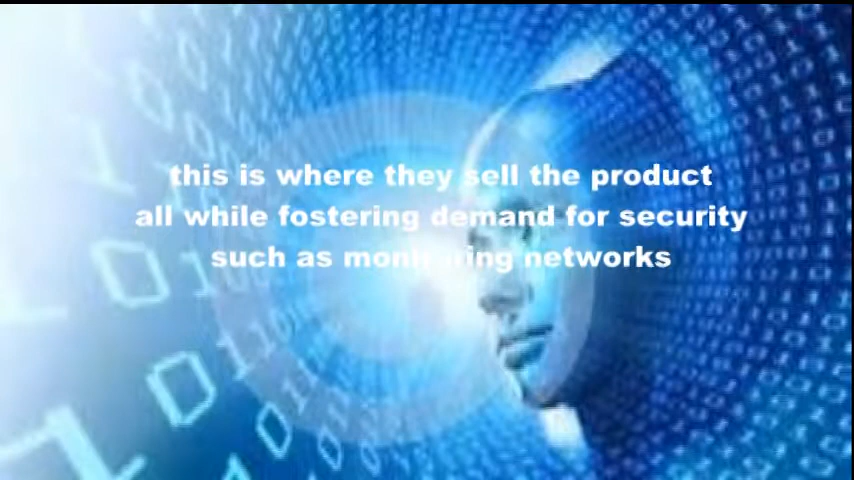 this is where they sell the product
all while fostering demand for security
such as monitoring networks